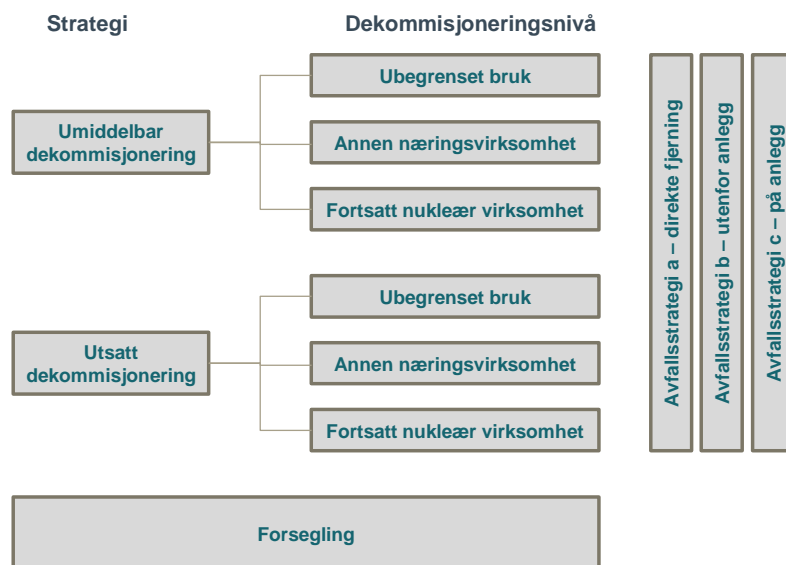 Strategi
Dekommisjoneringsnivå
Umiddelbar
dekommisjonering
Ubegrenset bruk
Annen næringsvirksomhet
Fortsatt nukleær virksomhet
Utsatt
dekommisjonering
Ubegrenset bruk
Annen næringsvirksomhet
Fortsatt nukleær virksomhet
Forsegling
Avfallsstrategi a – direkte fjerning
Avfallsstrategi b – utenfor anlegg
Avfallsstrategi c – på anlegg